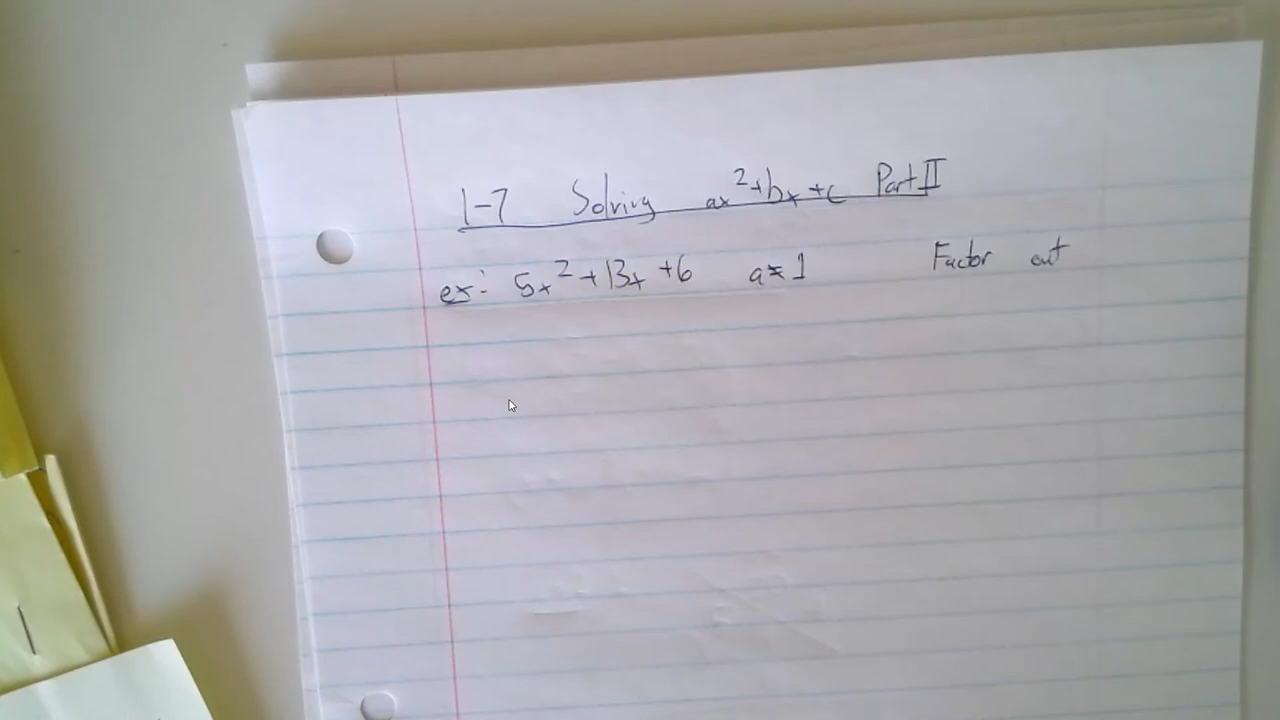 1-7 Solving ax²+bx+c Part II
ex: 5x²+13x+6 a≠1 Factor out